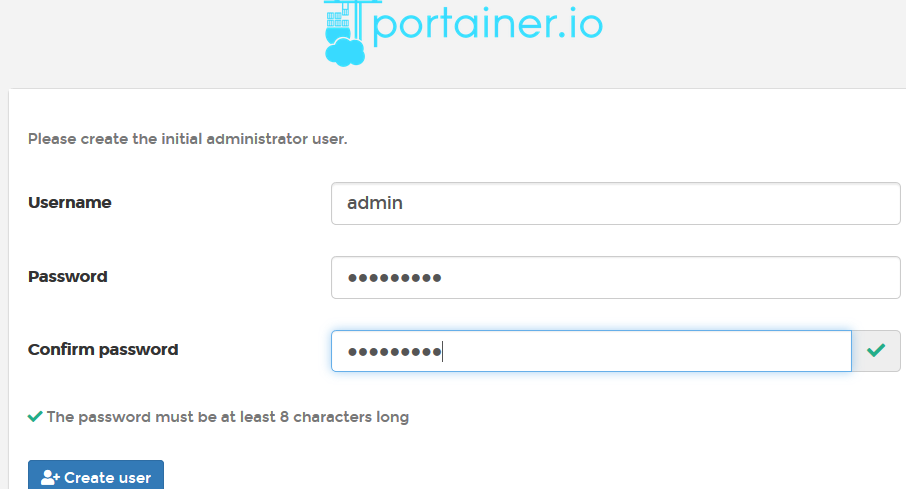 portainer.io
Please create the initial administrator user.
Username
admin
Password
●●●●●●●●●
Confirm password
●●●●●●●●●
The password must be at least 8 characters long
Create user